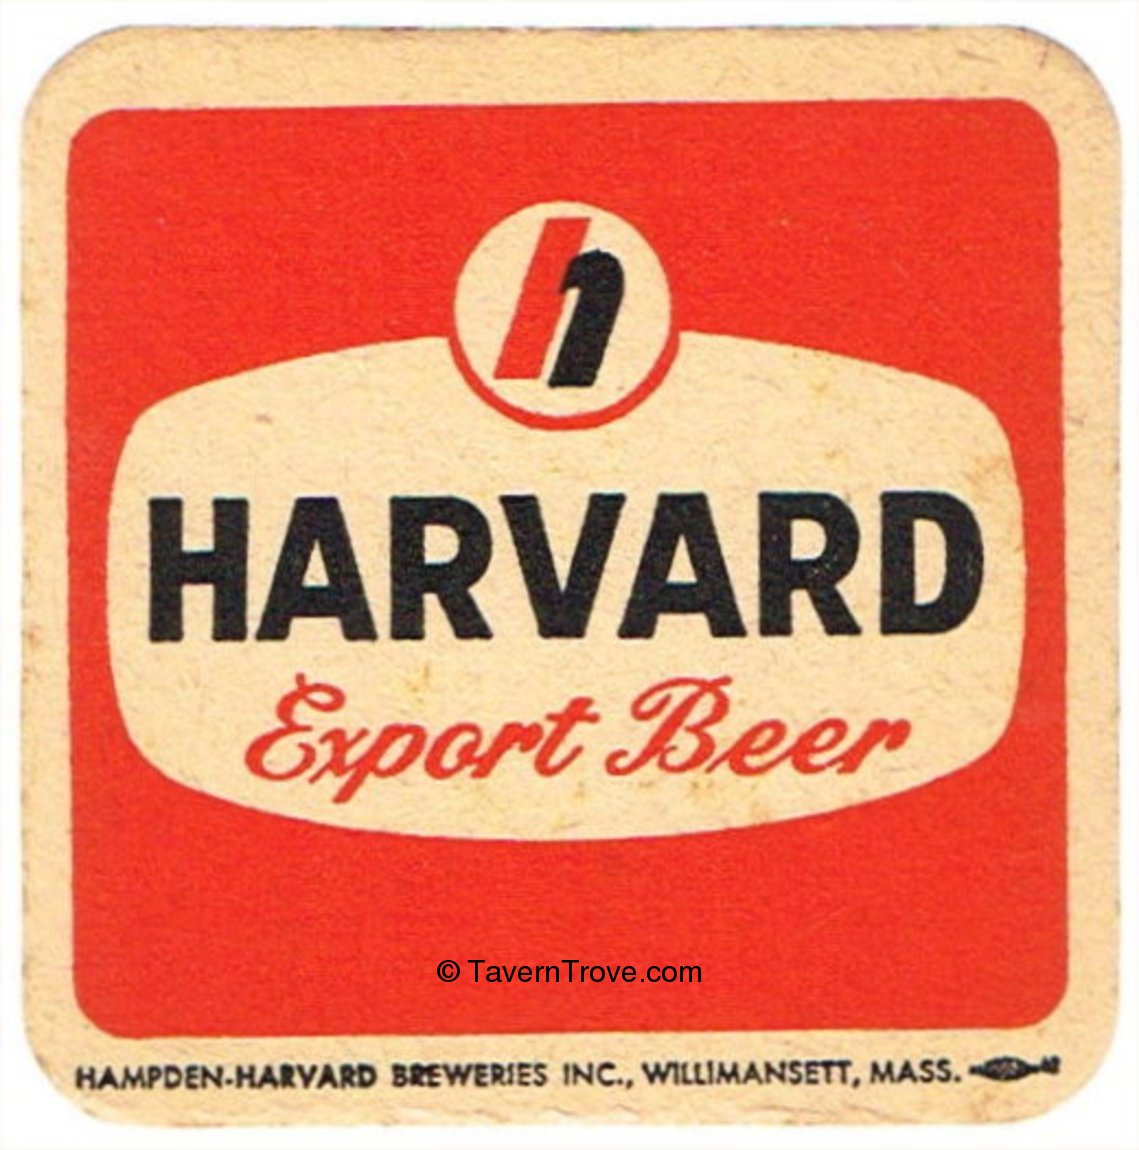 h
HARVARD
Export Beer
© TavernTrove.com
HAMPDEN-HARVARD BREWERIES INC., WILLIMANSETT, MASS.